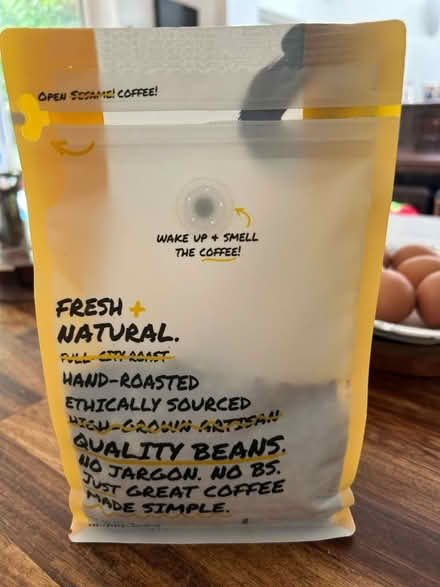 OPEN SESAME! COFFEE!
WAKE UP & SMELL
THE COFFEE!
FRESH +
NATURAL.
FULL-CITY ROAST
HAND-ROASTED
ETHICALLY SOURCED
HIGH-GROWN ARTISAN
QUALITY BEANS.
NO JARGON. NO BS.
JUST GREAT COFFEE
MADE SIMPLE.